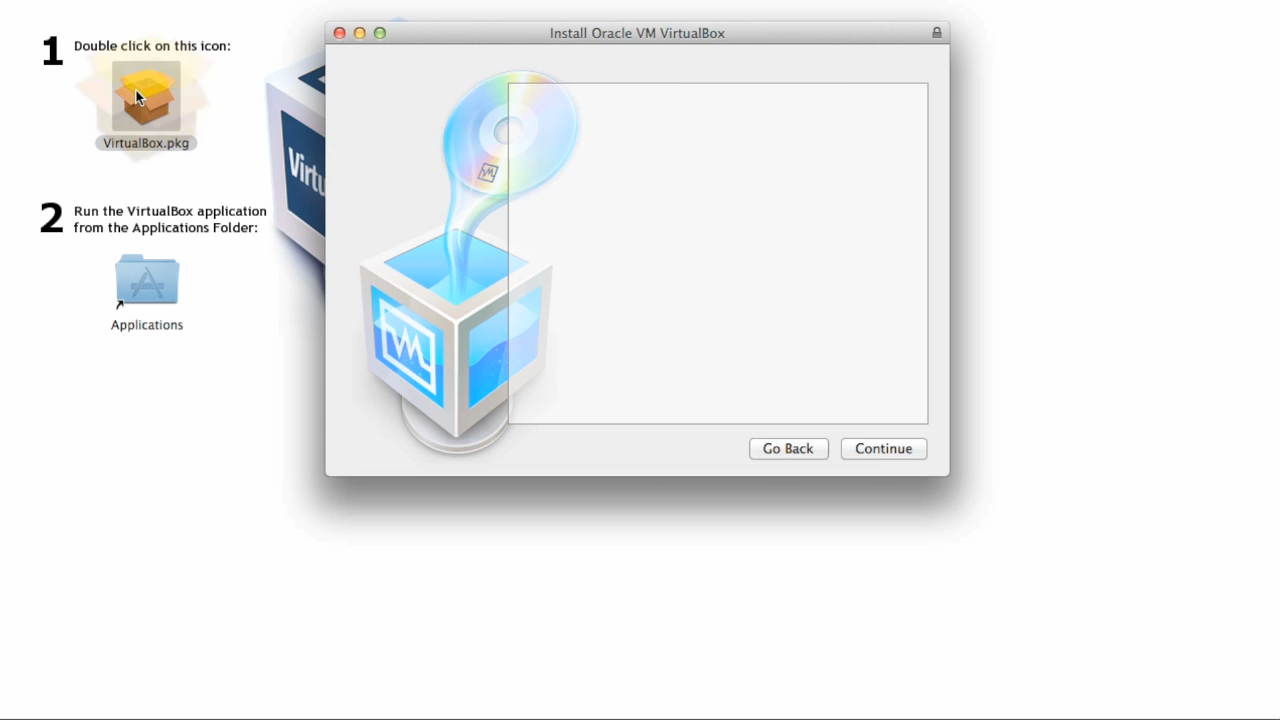 1 Double click on this icon:
VirtualBox.pkg
2 Run the VirtualBox application
from the Applications Folder:
Applications
Install Oracle VM VirtualBox
Go Back
Continue